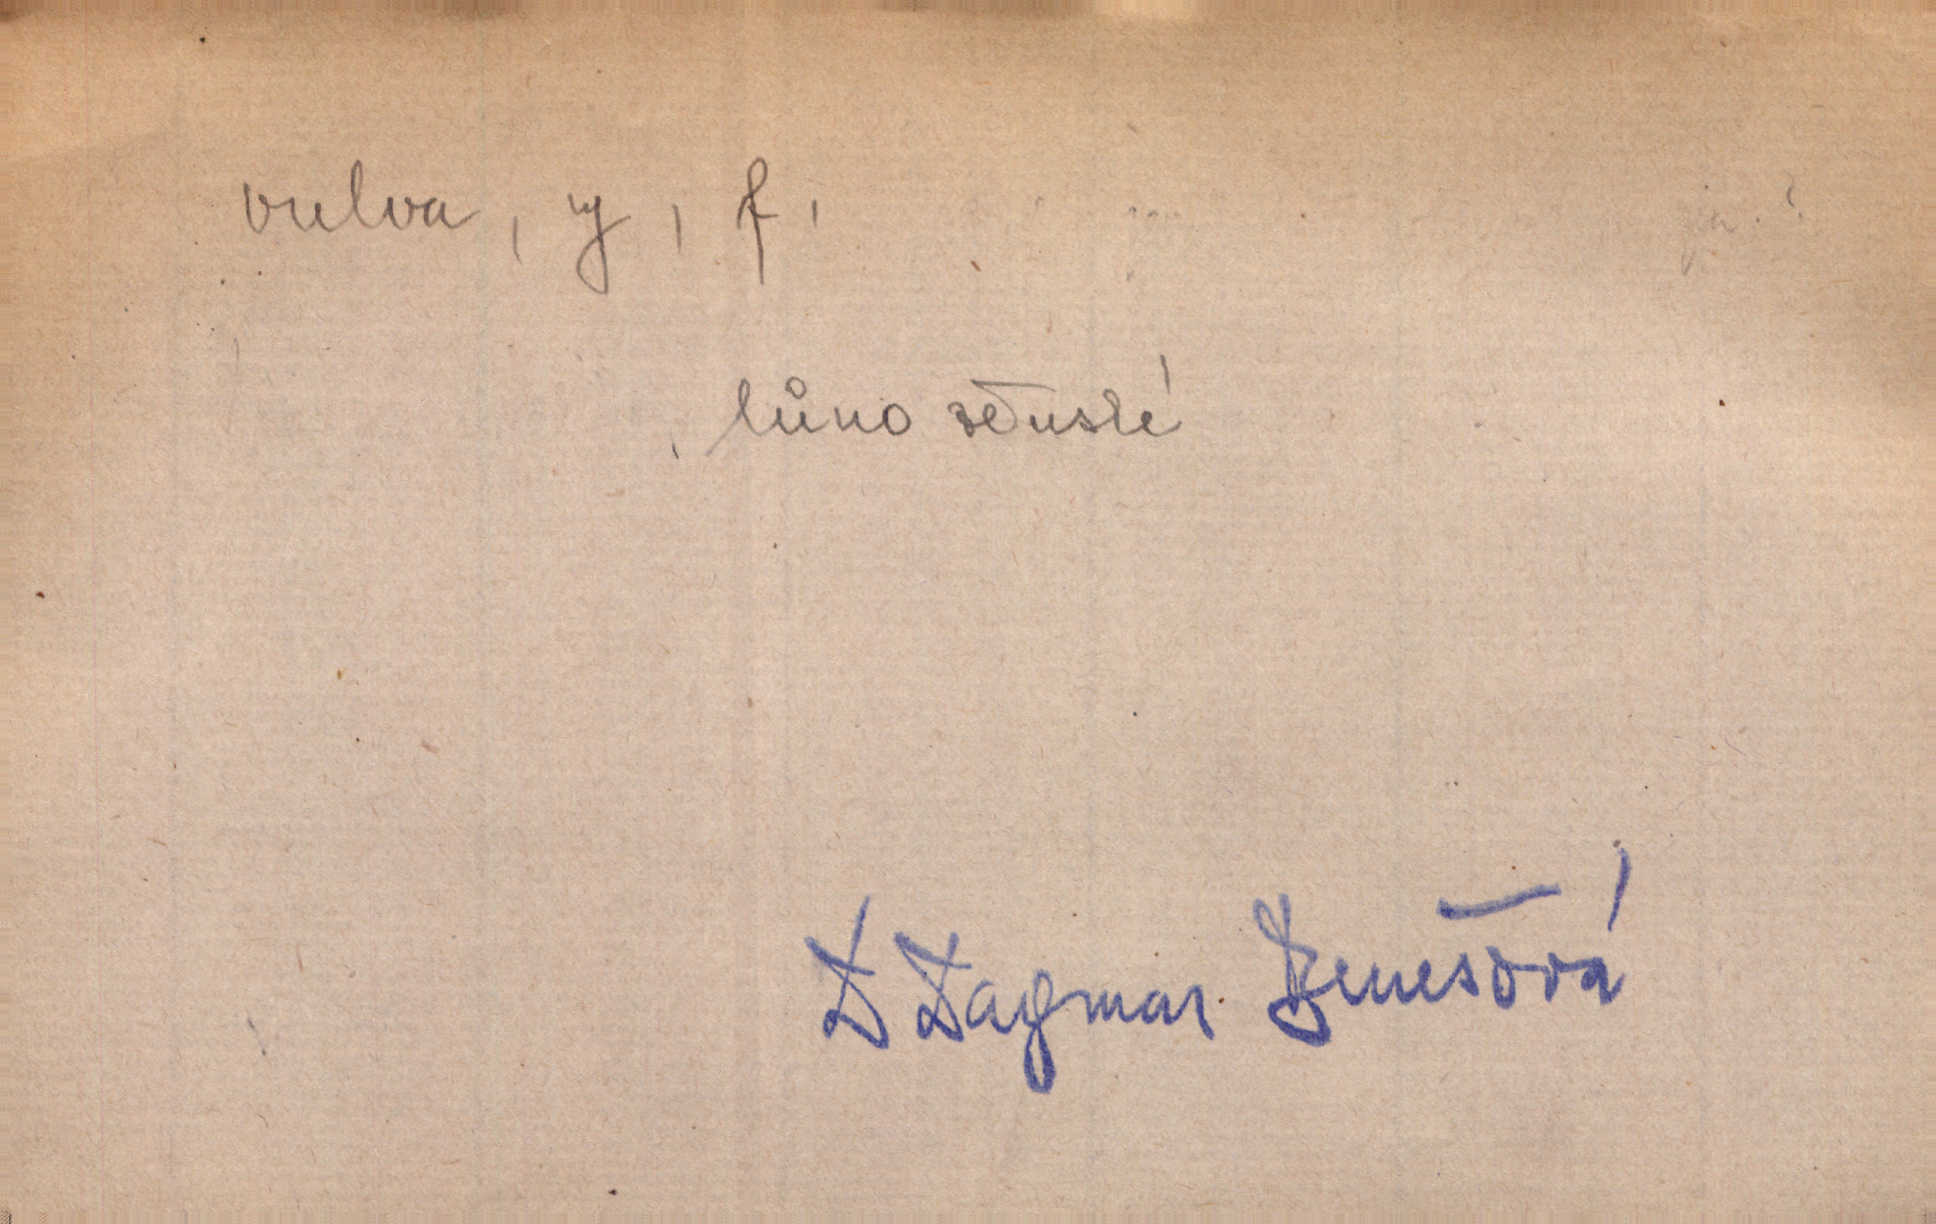 vulva, y, f.
lůno ženské
D Dagmar Benešová